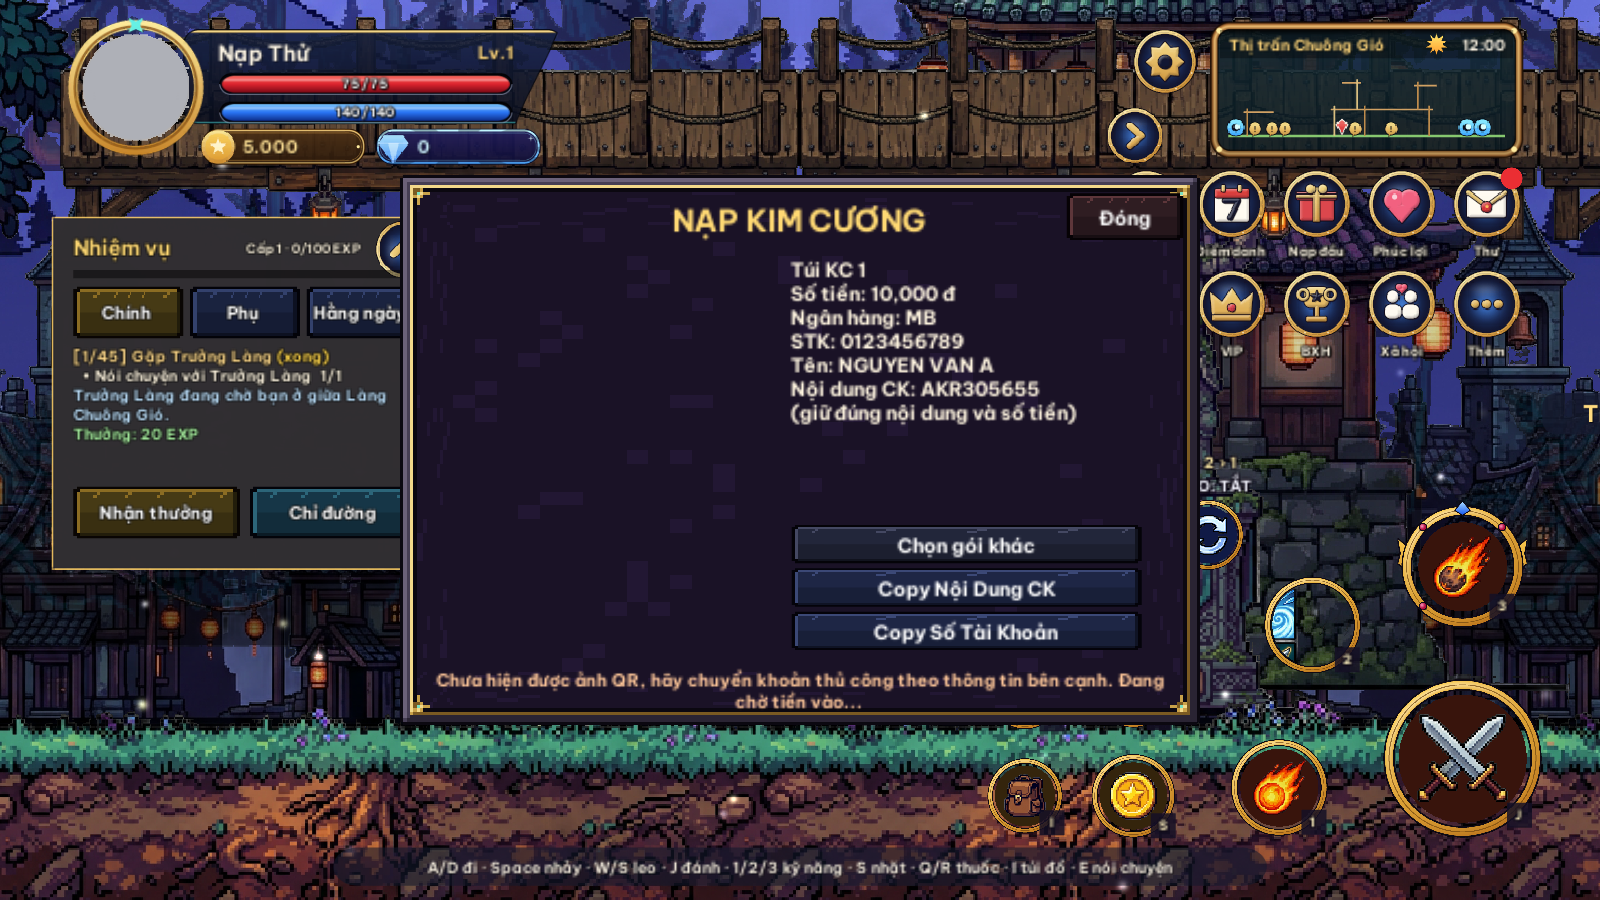 Nạp Thử
Lv.1
75/75
140/140
5.000
0
Thị trấn Chuông Gió
12:00
Nhiệm vụ
Cấp 1 · 0/100 EXP
Chính
Phụ
Hằng ngày
[1/45] Gặp Trưởng Làng (xong)
• Nói chuyện với Trưởng Làng 1/1
Trưởng Làng đang chờ bạn ở giữa Làng
Chuông Gió.
Thưởng: 20 EXP
Nhận thưởng
Chỉ đường
NẠP KIM CƯƠNG
Đóng
Túi KC 1
Số tiền: 10,000 đ
Ngân hàng: MB
STK: 0123456789
Tên: NGUYEN VAN A
Nội dung CK: AKR305655
(giữ đúng nội dung và số tiền)
Chọn gói khác
Copy Nội Dung CK
Copy Số Tài Khoản
Chưa hiện được ảnh QR, hãy chuyển khoản thủ công theo thông tin bên cạnh. Đang
chờ tiền vào...
7
Điểm danh
Nạp đầu
Phúc lợi
Thư
VIP
BXH
Xã hội
Thêm
TẮT
T
3
2
I
S
1
J
A/D đi · Space nhảy · W/S leo · J đánh · 1/2/3 kỹ năng · S nhặt · Q/R thuốc · I túi đồ · E nói chuyện